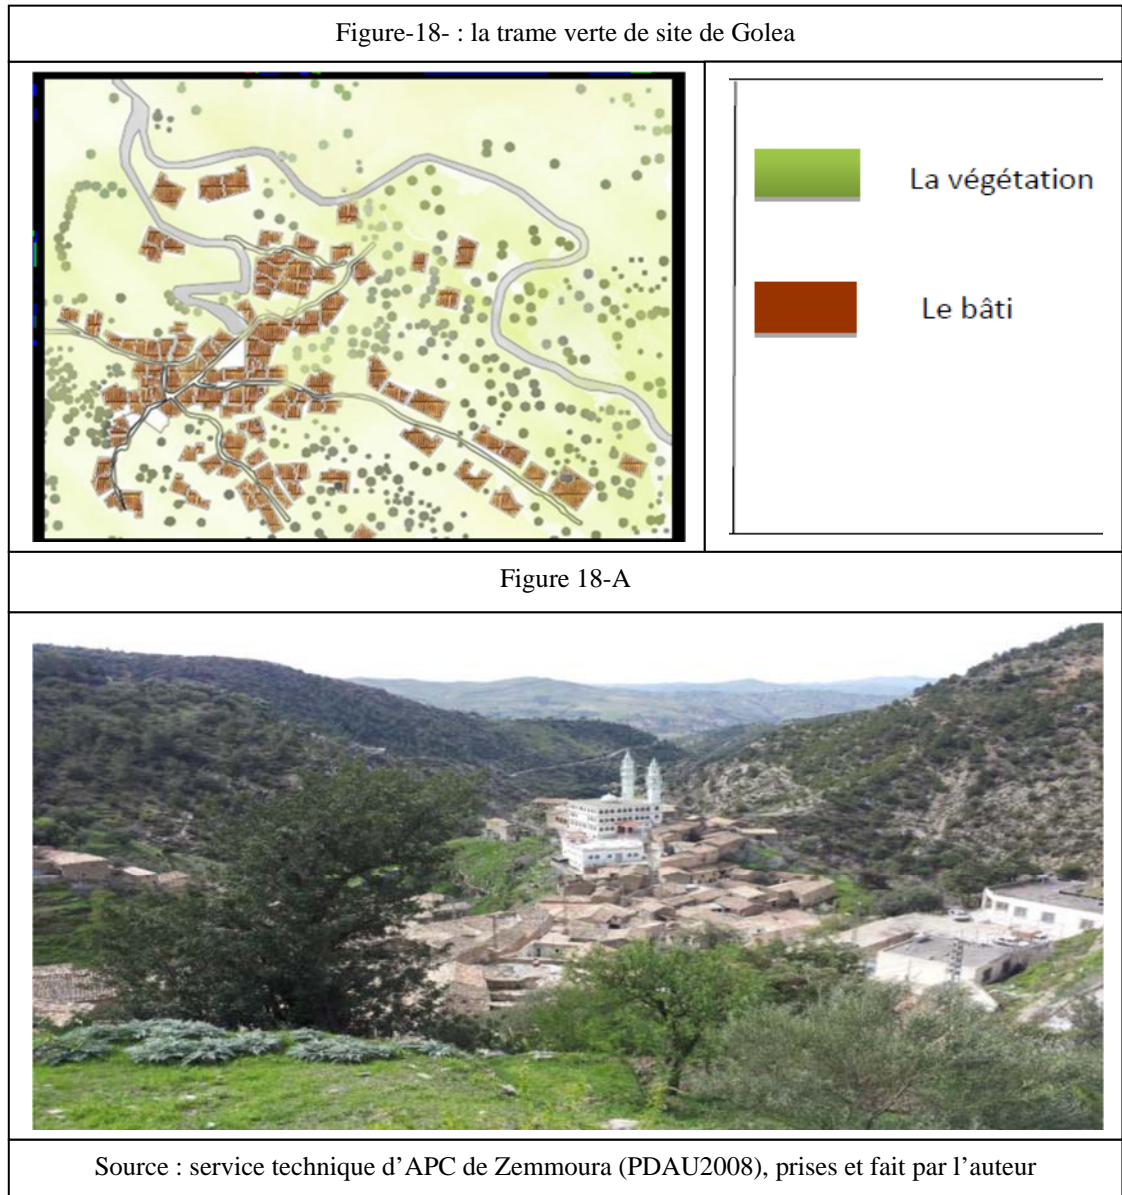 Figure-18- : la trame verte de site de Golea
La végétation
Le bâti
Figure 18-A
Source : service technique d'APC de Zemmoura (PDAU2008), prises et fait par l'auteur